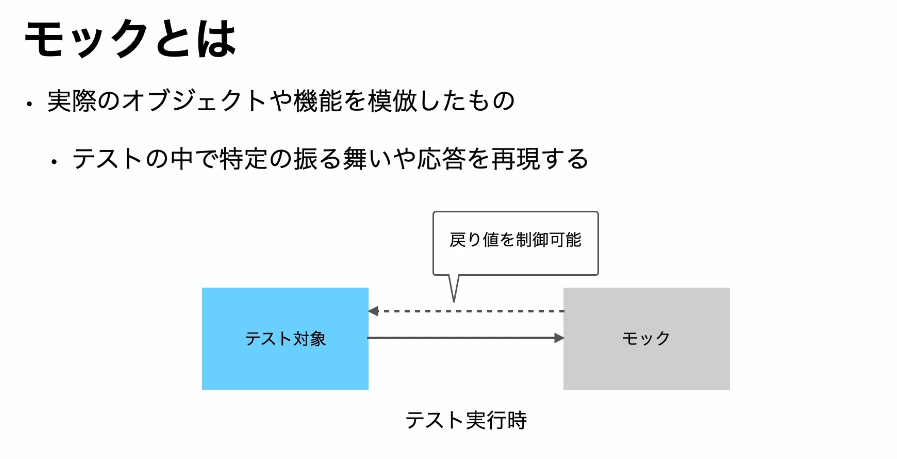 モックとは
・実際のオブジェクトや機能を模倣したもの
・テストの中で特定の振る舞いや応答を再現する
戻り値を制御可能
テスト対象
モック
テスト実行時